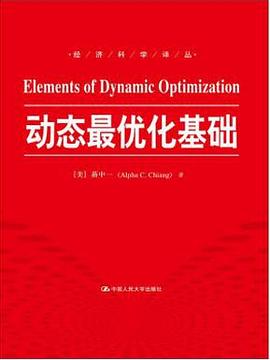 ·经/济/科/学/译/丛·
Elements of Dynamic Optimization
动态最优化基础
[美] 蒋中一 (Alpha C. Chiang) 著
中国人民大学出版社